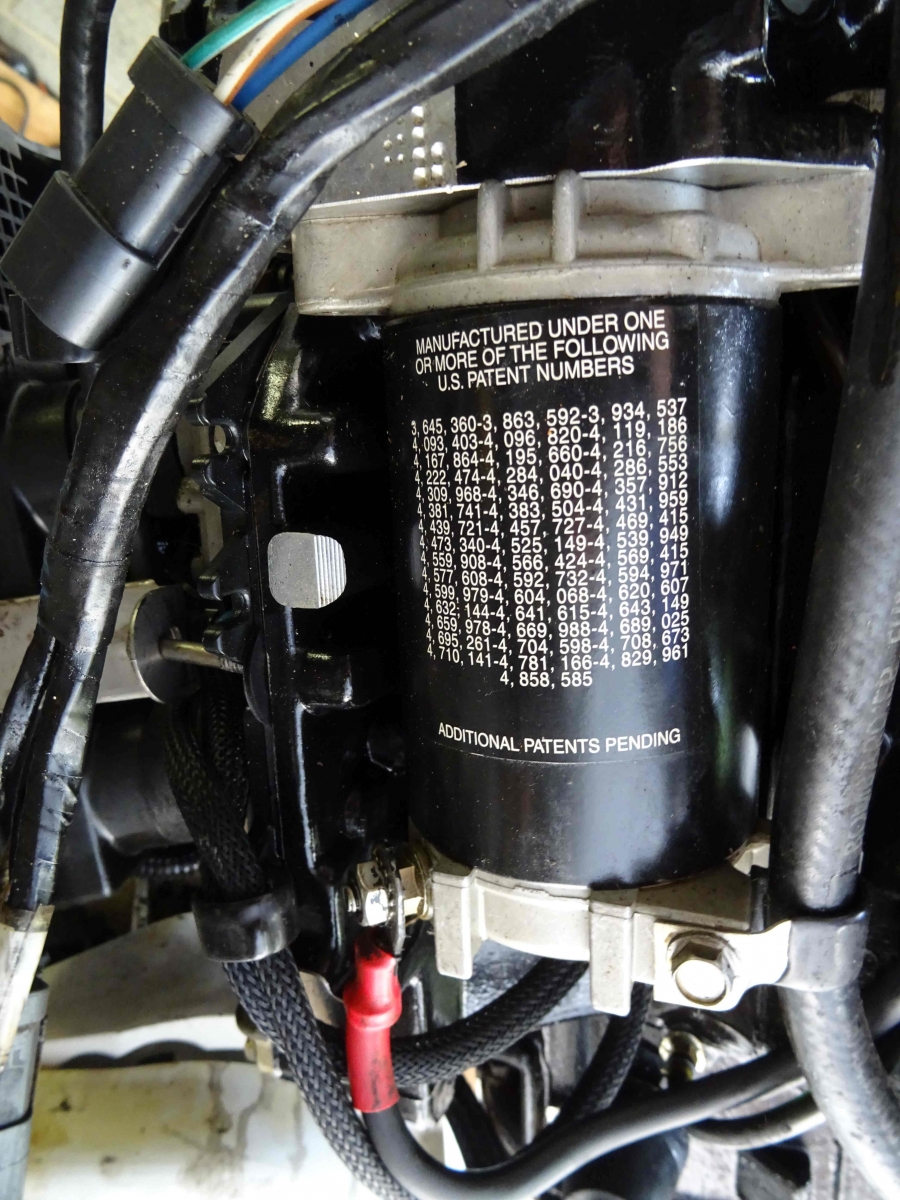 MANUFACTURED UNDER ONE
OR MORE OF THE FOLLOWING
U.S. PATENT NUMBERS
3, 645, 360-3, 863, 592-3, 934, 537
4, 093, 403-4, 096, 820-4, 119, 186
4, 167, 864-4, 195, 660-4, 216, 756
4, 222, 474-4, 284, 040-4, 286, 553
4, 309, 968-4, 346, 690-4, 357, 912
4, 381, 741-4, 383, 504-4, 431, 959
4, 439, 721-4, 457, 727-4, 469, 415
4, 473, 340-4, 525, 149-4, 539, 949
4, 559, 908-4, 566, 424-4, 569, 415
4, 577, 608-4, 592, 732-4, 594, 971
4, 599, 979-4, 604, 068-4, 620, 607
4, 632, 144-4, 641, 615-4, 643, 149
4, 659, 978-4, 669, 988-4, 689, 025
4, 695, 261-4, 704, 598-4, 708, 673
4, 710, 141-4, 781, 166-4, 829, 961
4, 858, 585
ADDITIONAL PATENTS PENDING